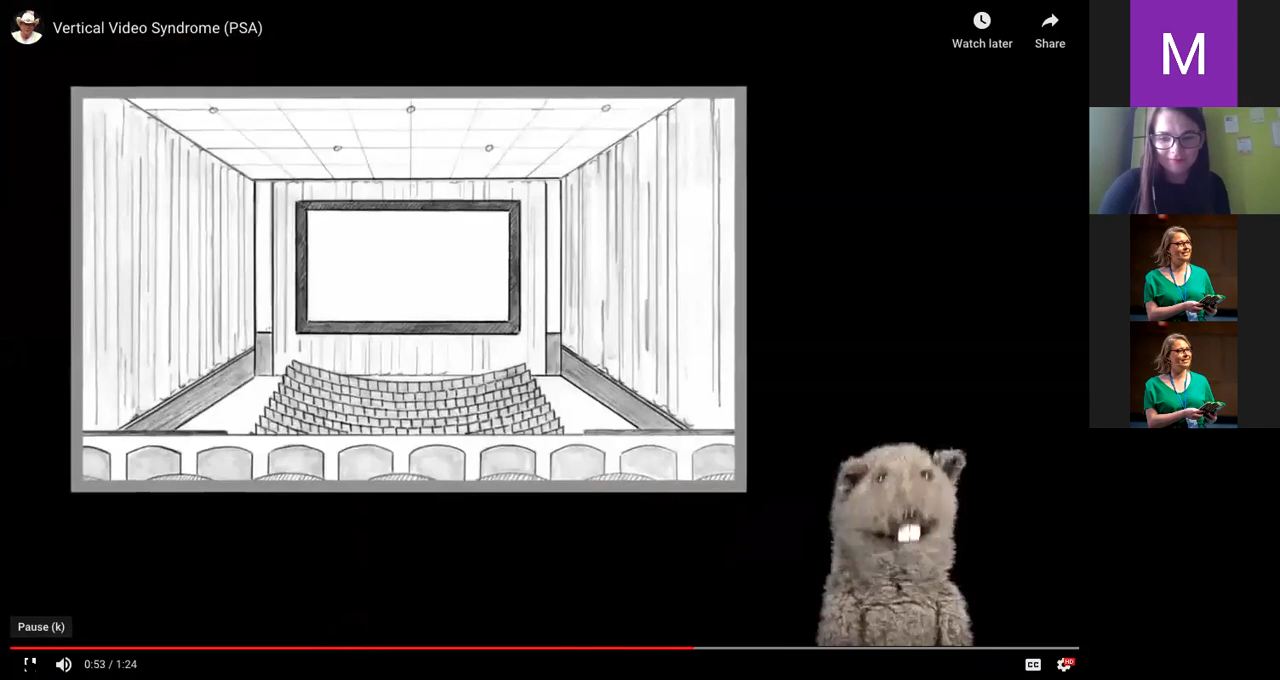 Vertical Video Syndrome (PSA)
Watch later
Share
M
Pause (k)
0:53 / 1:24
CC
HD